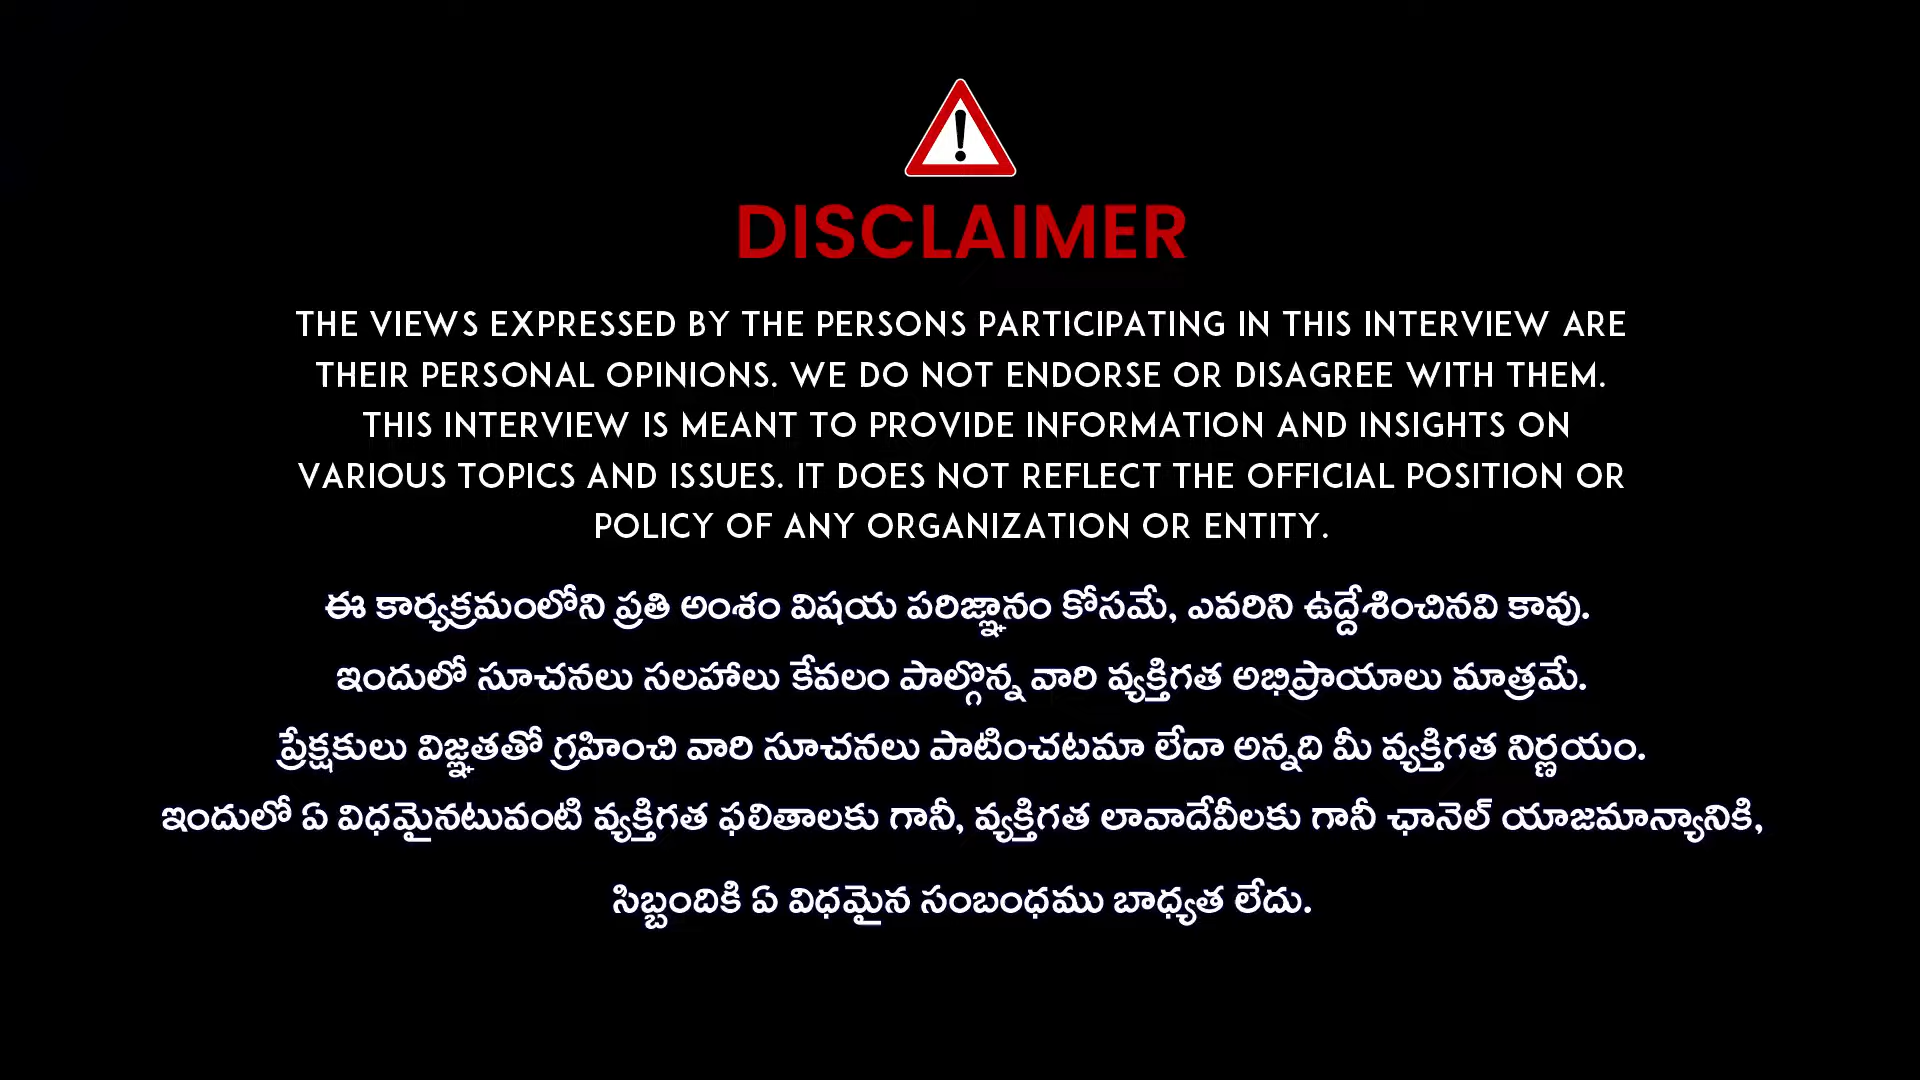 DISCLAIMER
THE VIEWS EXPRESSED BY THE PERSONS PARTICIPATING IN THIS INTERVIEW ARE
THEIR PERSONAL OPINIONS. WE DO NOT ENDORSE OR DISAGREE WITH THEM.
THIS INTERVIEW IS MEANT TO PROVIDE INFORMATION AND INSIGHTS ON
VARIOUS TOPICS AND ISSUES. IT DOES NOT REFLECT THE OFFICIAL POSITION OR
POLICY OF ANY ORGANIZATION OR ENTITY.
ఈ కార్యక్రమంలోని ప్రతి అంశం విషయ పరిజ్ఞానం కోసమే, ఎవరిని ఉద్దేశించినవి కావు.
ఇందులో సూచనలు సలహాలు కేవలం పాల్గొన్న వారి వ్యక్తిగత అభిప్రాయాలు మాత్రమే.
ప్రేక్షకులు విజ్ఞతతో గ్రహించి వారి సూచనలు పాటించటమా లేదా అన్నది మీ వ్యక్తిగత నిర్ణయం.
ఇందులో ఏ విధమైనటువంటి వ్యక్తిగత ఫలితాలకు గానీ, వ్యక్తిగత లావాదేవీలకు గానీ ఛానెల్ యాజమాన్యానికి,
సిబ్బందికి ఏ విధమైన సంబంధము బాధ్యత లేదు.